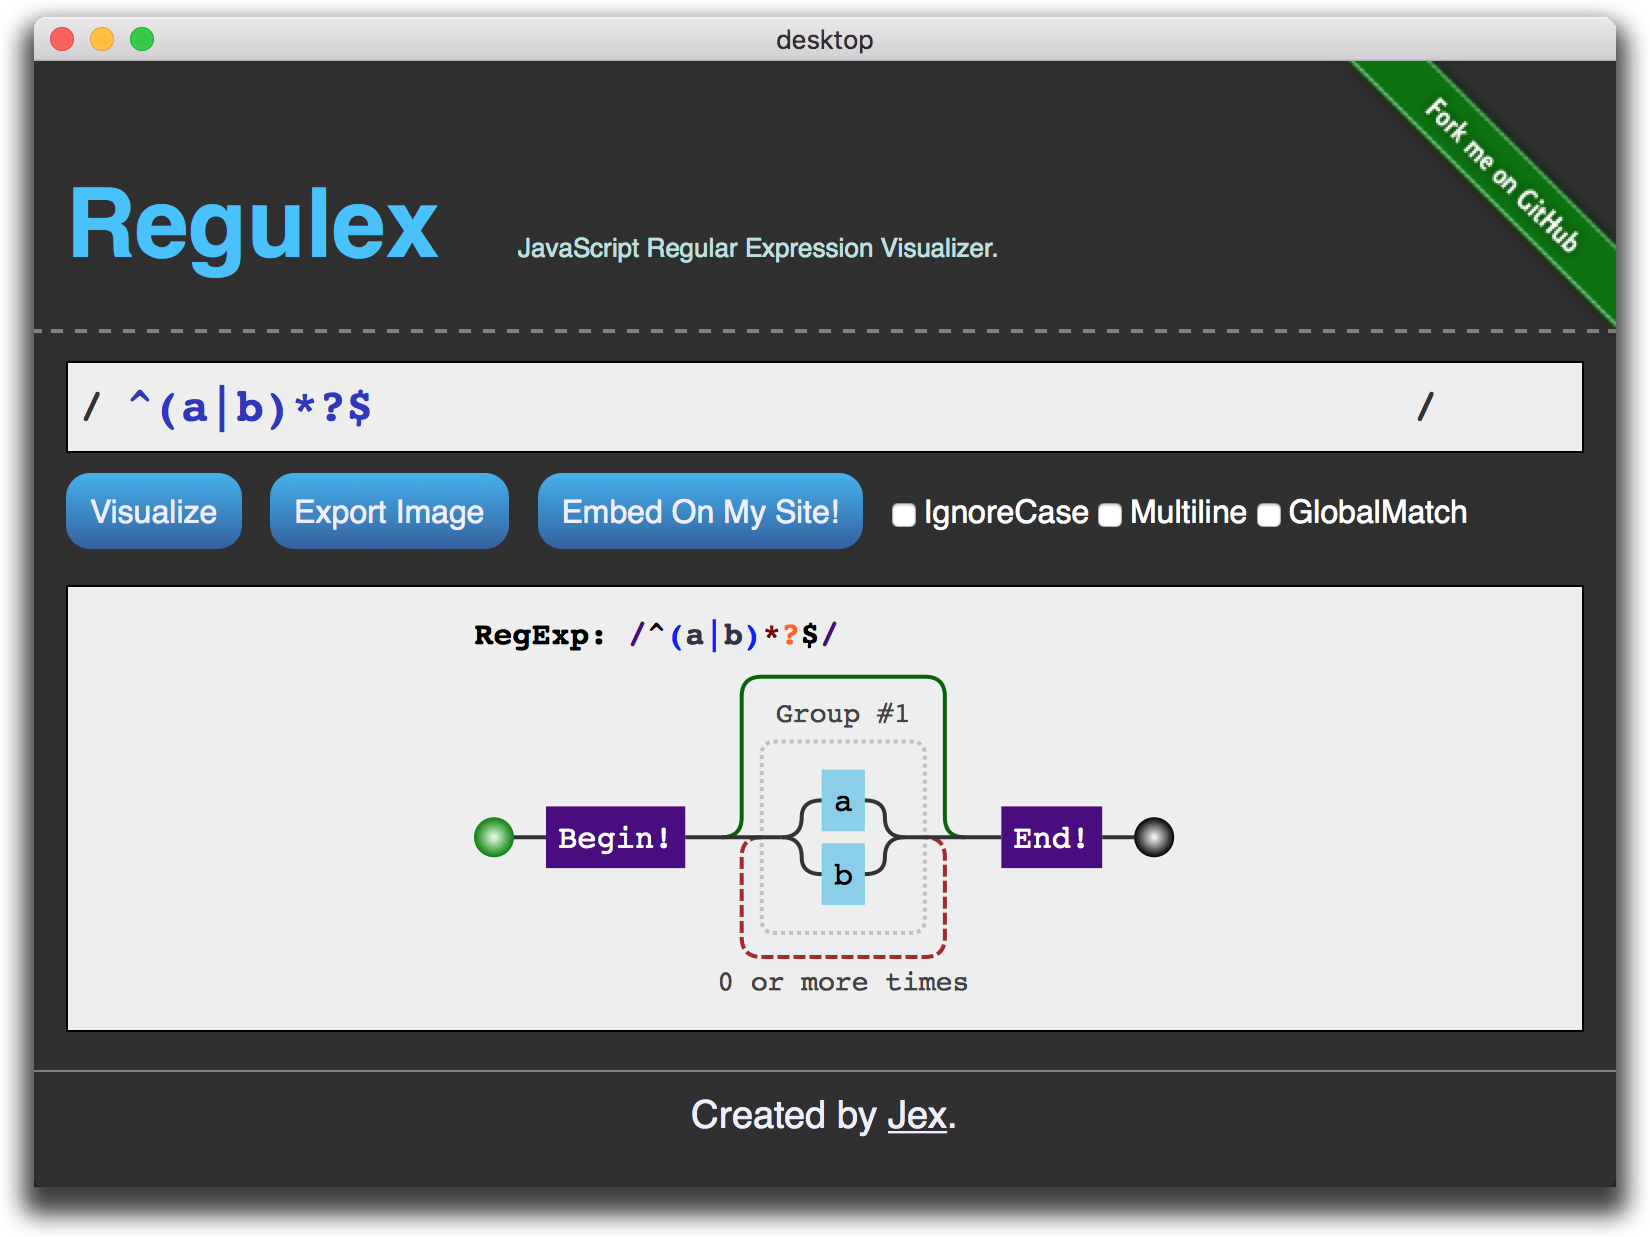 desktop
Fork me on GitHub
Regulex
JavaScript Regular Expression Visualizer.
/ ^(a|b)*?$ /
Visualize Export Image Embed On My Site! IgnoreCase Multiline GlobalMatch
RegExp: /^(a|b)*?$/
Group #1
a
Begin! End!
b
0 or more times
Created by Jex.